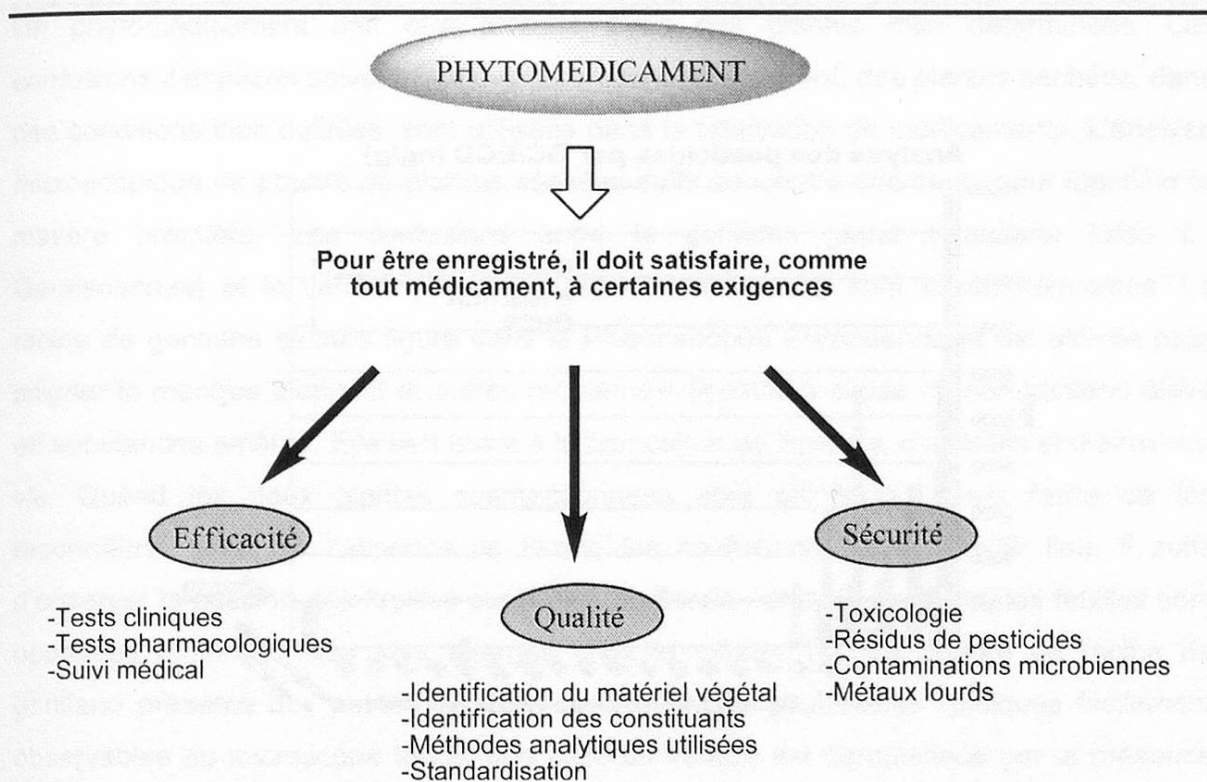 PHYTOMEDICAMENT
Pour être enregistré, il doit satisfaire, comme
tout médicament, à certaines exigences
Efficacité
-Tests cliniques
-Tests pharmacologiques
-Suivi médical
Qualité
-Identification du matériel végétal
-Identification des constituants
-Méthodes analytiques utilisées
-Standardisation
Sécurité
-Toxicologie
-Résidus de pesticides
-Contaminations microbiennes
-Métaux lourds